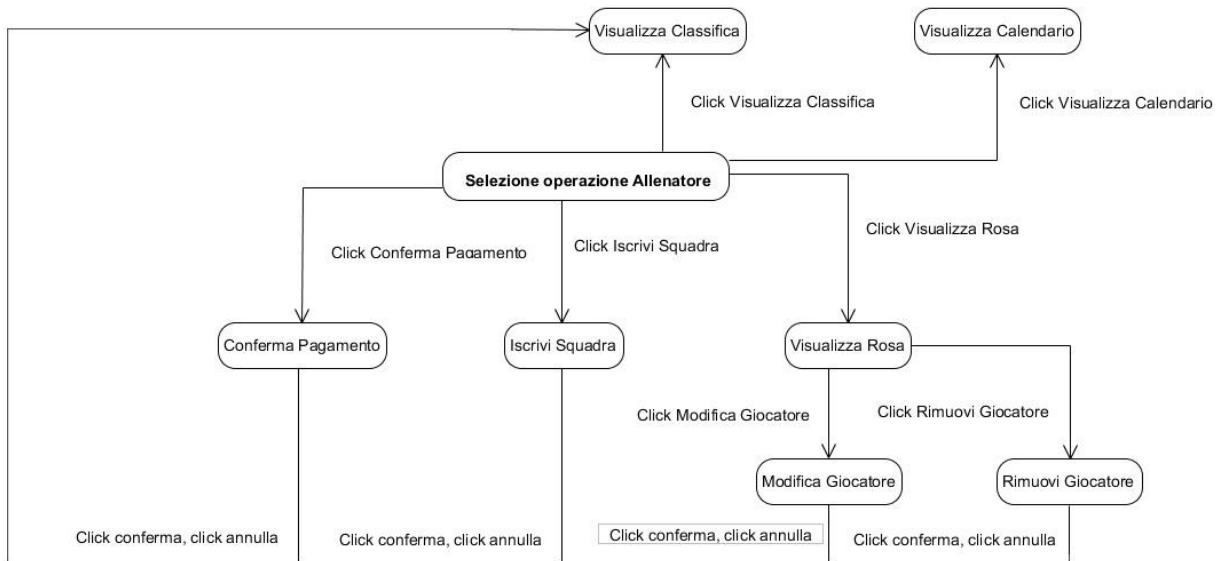 Visualizza Classifica
Visualizza Calendario
Click Visualizza Classifica
Click Visualizza Calendario
Selezione operazione Allenatore
Click Conferma Pagamento
Click Iscrivi Squadra
Click Visualizza Rosa
Conferma Pagamento
Iscrivi Squadra
Visualizza Rosa
Click Modifica Giocatore
Click Rimuovi Giocatore
Modifica Giocatore
Rimuovi Giocatore
Click conferma, click annulla
Click conferma, click annulla
Click conferma, click annulla
Click conferma, click annulla